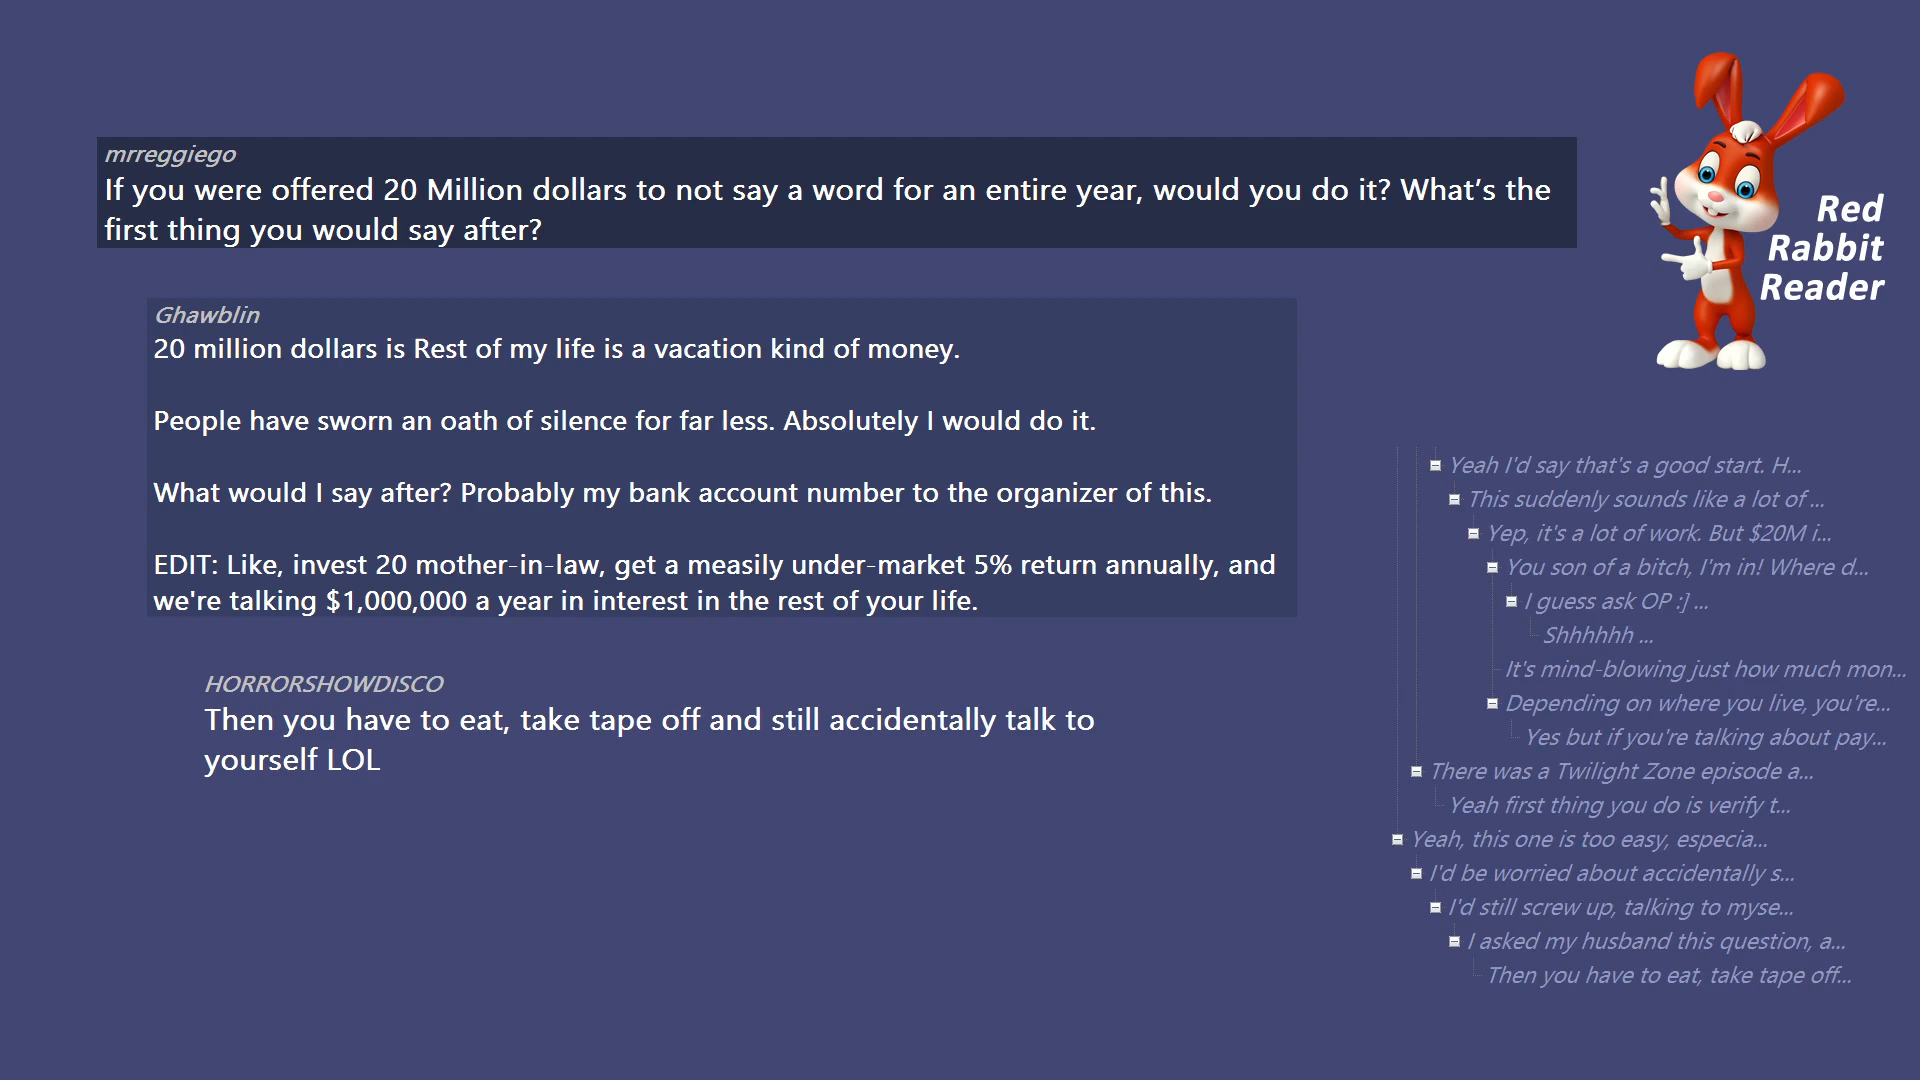 mrreggiego
If you were offered 20 Million dollars to not say a word for an entire year, would you do it? What’s the
first thing you would say after?
Ghawblin
20 million dollars is Rest of my life is a vacation kind of money.
People have sworn an oath of silence for far less. Absolutely I would do it.
What would I say after? Probably my bank account number to the organizer of this.
EDIT: Like, invest 20 mother-in-law, get a measily under-market 5% return annually, and
we're talking $1,000,000 a year in interest in the rest of your life.
HORRORSHOWDISCO
Then you have to eat, take tape off and still accidentally talk to
yourself LOL
Red
Rabbit
Reader
Yeah I'd say that's a good start. H...
This suddenly sounds like a lot of ...
Yep, it's a lot of work. But $20M i...
You son of a bitch, I'm in! Where d...
I guess ask OP :] ...
Shhhhhh ...
It's mind-blowing just how much mon...
Depending on where you live, you're...
Yes but if you're talking about pay...
There was a Twilight Zone episode a...
Yeah first thing you do is verify t...
Yeah, this one is too easy, especia...
I'd be worried about accidentally s...
I'd still screw up, talking to myse...
I asked my husband this question, a...
Then you have to eat, take tape off...